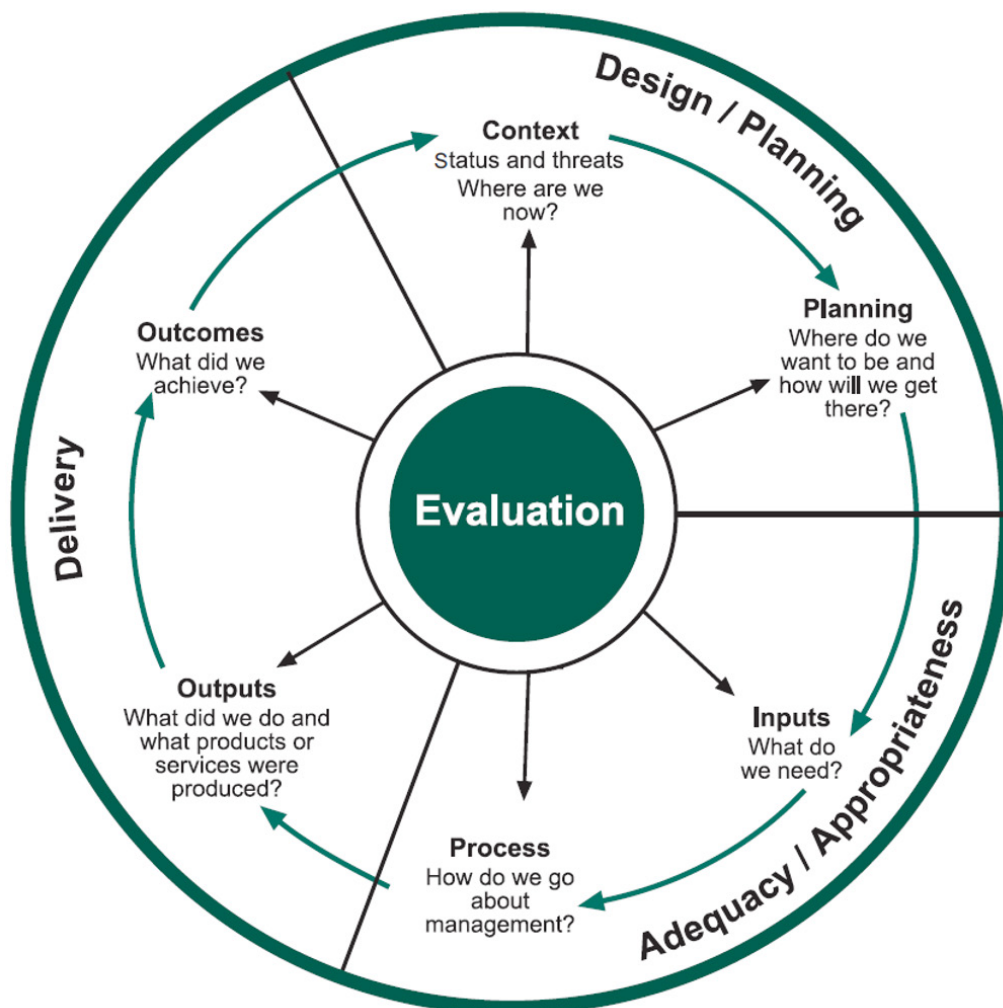 Design / Planning
Context
Status and threats
Where are we
now?
Planning
Where do we
want to be and
how will we get
there?
Outcomes
What did we
achieve?
Delivery
Evaluation
Adequacy / Appropriateness
Inputs
What do
we need?
Process
How do we go
about
management?
Outputs
What did we do and
what products or
services were
produced?